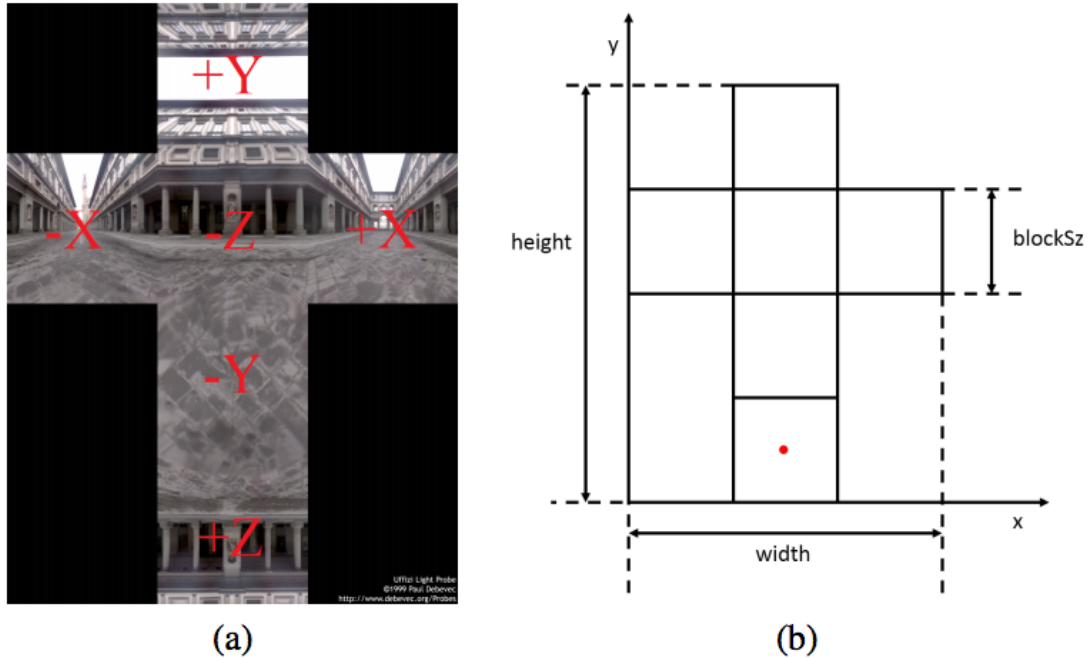 +Y
-X
-Z
+X
-Y
+Z
Uffizi Light Probe
©1999 Paul Debevec
http://www.debevec.org/Probes
(a)
y
height
blockSz
x
width
(b)